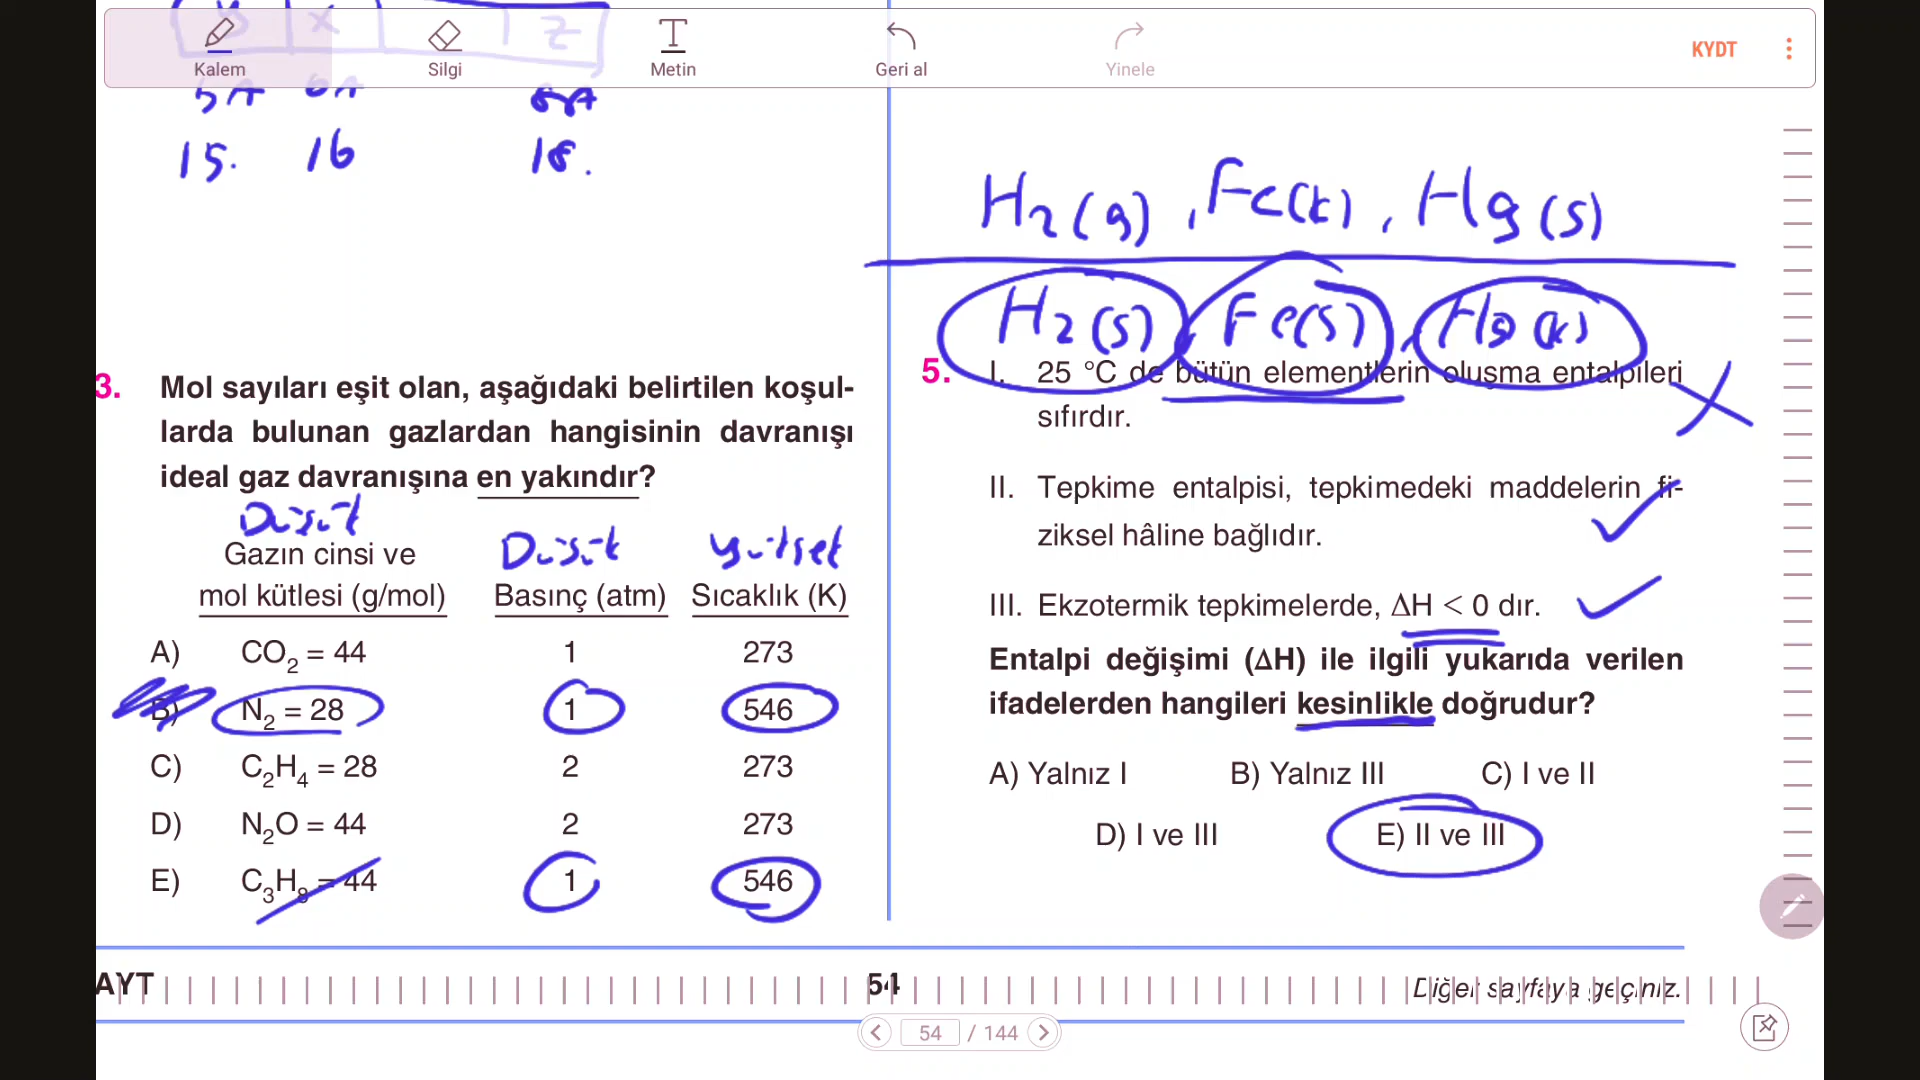 Kalem Silgi Metin Geri al Yinele KYDT
y x z
15. 16 18.
3. Mol sayıları eşit olan, aşağıdaki belirtilen koşul-
larda bulunan gazlardan hangisinin davranışı
ideal gaz davranışına en yakındır?
Düşük
Düşük Yüksek
Gazın cinsi ve
mol kütlesi (g/mol) Basınç (atm) Sıcaklık (K)
A) CO2 = 44 1 273
B) N2 = 28 1 546
C) C2H4 = 28 2 273
D) N2O = 44 2 273
E) C3H8 = 44 1 546
H2(g), Fe(k), Hg(s)
H2(s) Fe(s), Hg(k)
5. I. 25 °C de bütün elementlerin oluşma entalpileri
sıfırdır.
II. Tepkime entalpisi, tepkimedeki maddelerin fi-
ziksel hâline bağlıdır.
III. Ekzotermik tepkimelerde, ΔH < 0 dır.
Entalpi değişimi (ΔH) ile ilgili yukarıda verilen
ifadelerden hangileri kesinlikle doğrudur?
A) Yalnız I B) Yalnız III C) I ve II
D) I ve III E) II ve III
AYT 54 Diğer sayfaya geçiniz.
54 / 144